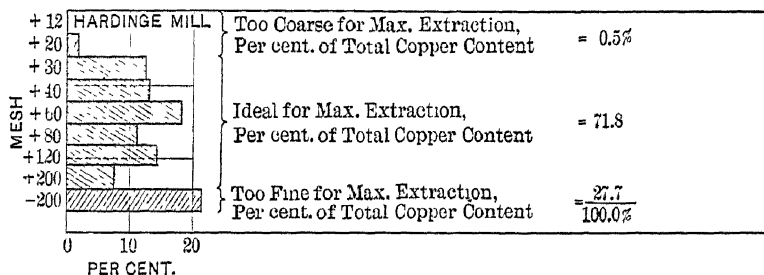 HARDINGE MILL
MESH
+12
+20
+30
+40
+60
+80
+120
+200
-200
0 10 20
PER CENT.
Too Coarse for Max. Extraction,
Per cent. of Total Copper Content = 0.5%
Ideal for Max. Extraction,
Per cent. of Total Copper Content = 71.8
Too Fine for Max. Extraction,
Per cent. of Total Copper Content = 27.7
100.0%